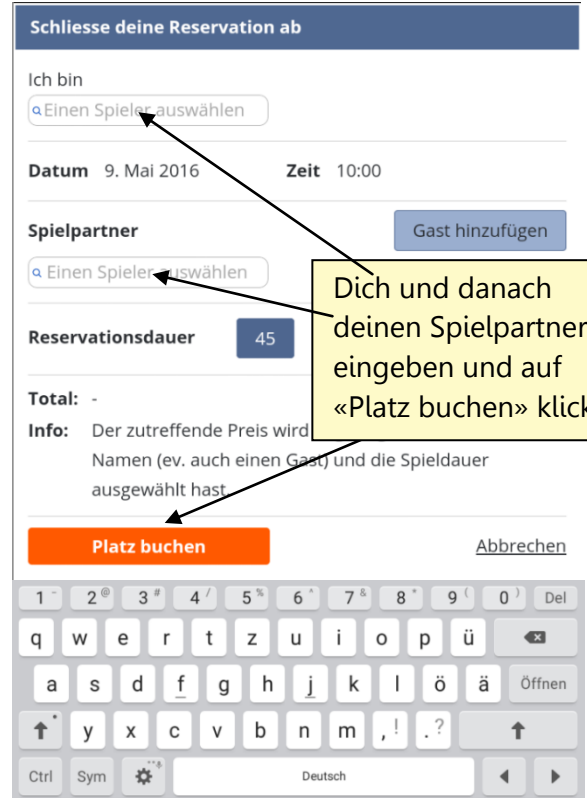 Schliesse deine Reservation ab
Ich bin
Einen Spieler auswählen
Datum 9. Mai 2016 Zeit 10:00
Spielpartner Gast hinzufügen
Einen Spieler auswählen
Dich und danach
deinen Spielpartner
eingeben und auf
«Platz buchen» klick
Reservationsdauer 45
Total: -
Info: Der zutreffende Preis wird
Namen (ev. auch einen Gast) und die Spieldauer
ausgewählt hast.
Platz buchen Abbrechen
1 - 2 @ 3 # 4 / 5 % 6 ^ 7 & 8 * 9 ( 0 ) Del
q w e r t z u i o p ü
a s d f g h j k l ö ä Öffnen
y x c v b n m , ! . ?
Ctrl Sym Deutsch